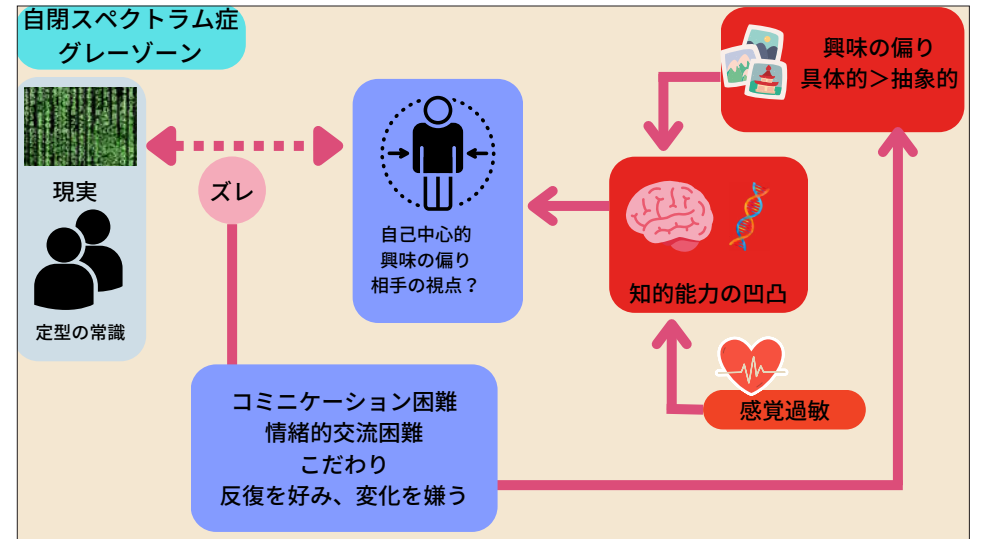 自閉スペクトラム症
グレーゾーン
現実
定型の常識
ズレ
自己中心的
興味の偏り
相手の視点？
興味の偏り
具体的＞抽象的
知的能力の凹凸
感覚過敏
コミニケーション困難
情緒的交流困難
こだわり
反復を好み、変化を嫌う